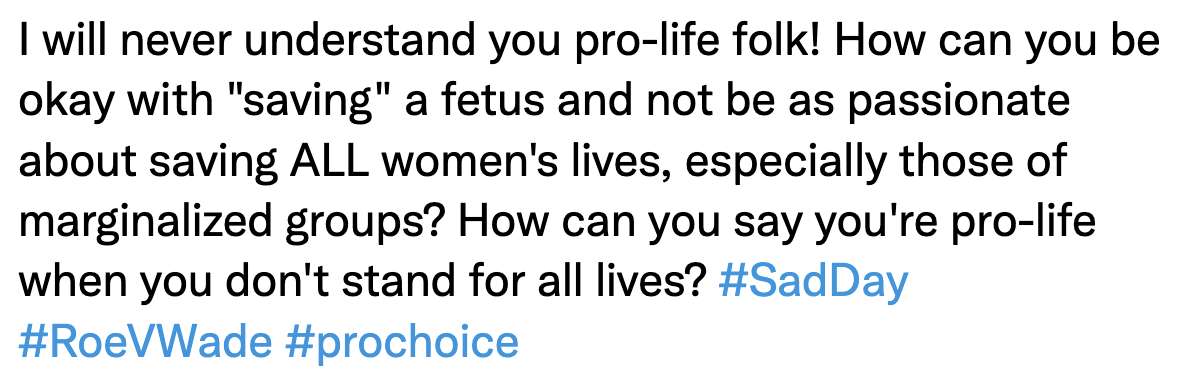 I will never understand you pro-life folk! How can you be
okay with "saving" a fetus and not be as passionate
about saving ALL women's lives, especially those of
marginalized groups? How can you say you're pro-life
when you don't stand for all lives? #SadDay
#RoeVWade #prochoice